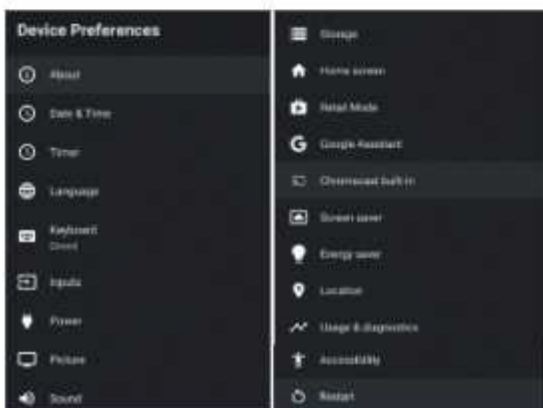 Device Preferences
About
Date & Time
Timer
Language
Keyboard
Inputs
Power
Picture
Sound
Storage
Home screen
Retail Mode
Google Assistant
Chromecast built-in
Screen saver
Energy saver
Location
Usage & diagnostics
Accessibility
Restart